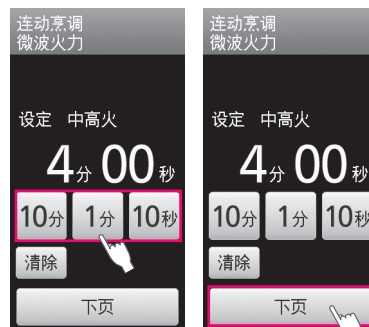 连动烹调
微波火力
设定 中高火
4分00秒
10分 1分 10秒
清除
下页
连动烹调
微波火力
设定 中高火
4分00秒
10分 1分 10秒
清除
下页